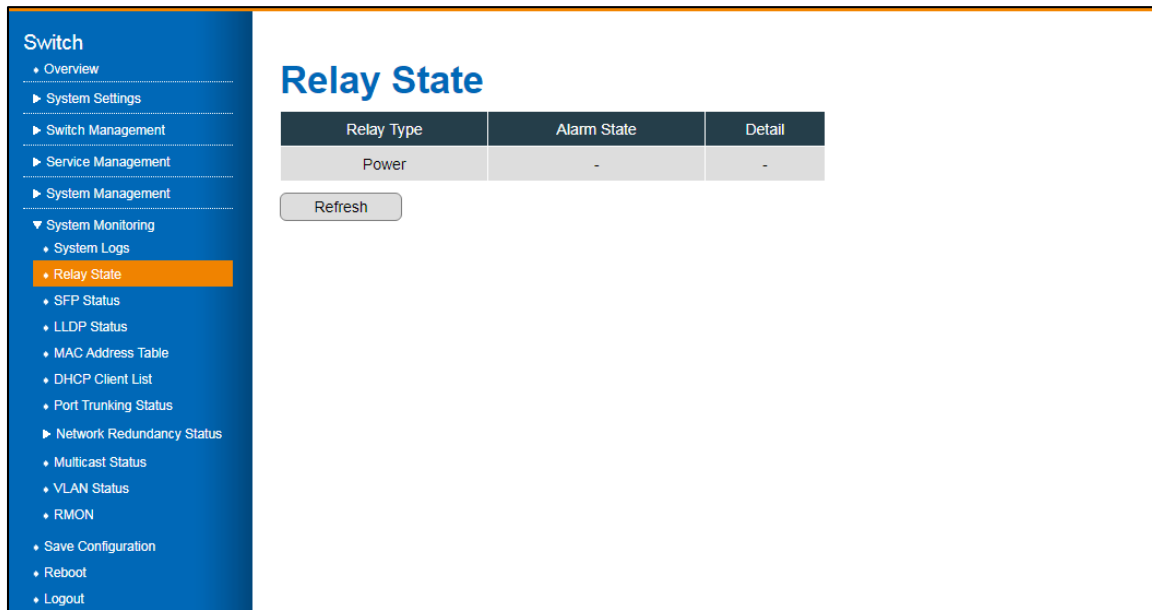 Switch
Overview
System Settings
Switch Management
Service Management
System Management
System Monitoring
System Logs
Relay State
SFP Status
LLDP Status
MAC Address Table
DHCP Client List
Port Trunking Status
Network Redundancy Status
Multicast Status
VLAN Status
RMON
Save Configuration
Reboot
Logout
Relay State
Relay Type Alarm State Detail
Power - -
Refresh